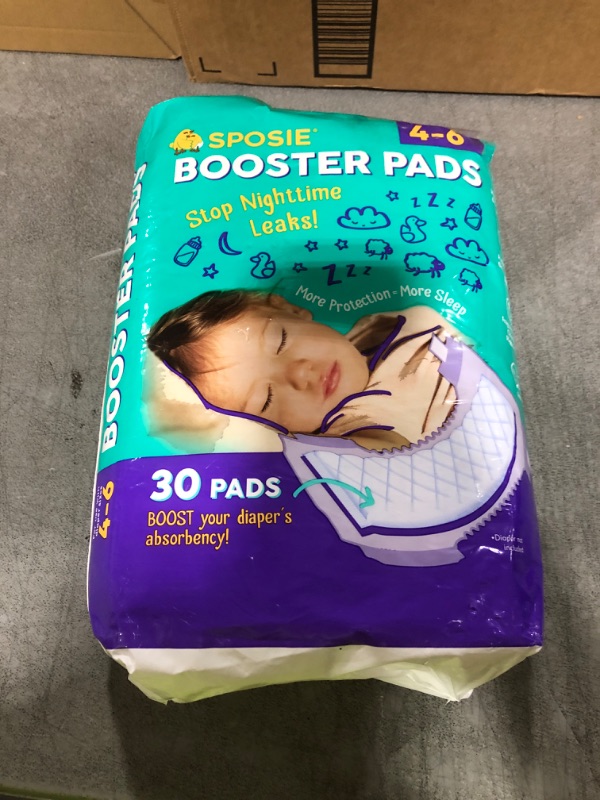 SPOSIE
4-6
BOOSTER PADS
Stop Nighttime
Leaks!
z Z Z z
Z z z
More Protection = More Sleep
30 PADS
BOOST your diaper's
absorbency!
BOOSTER PADS
4-6